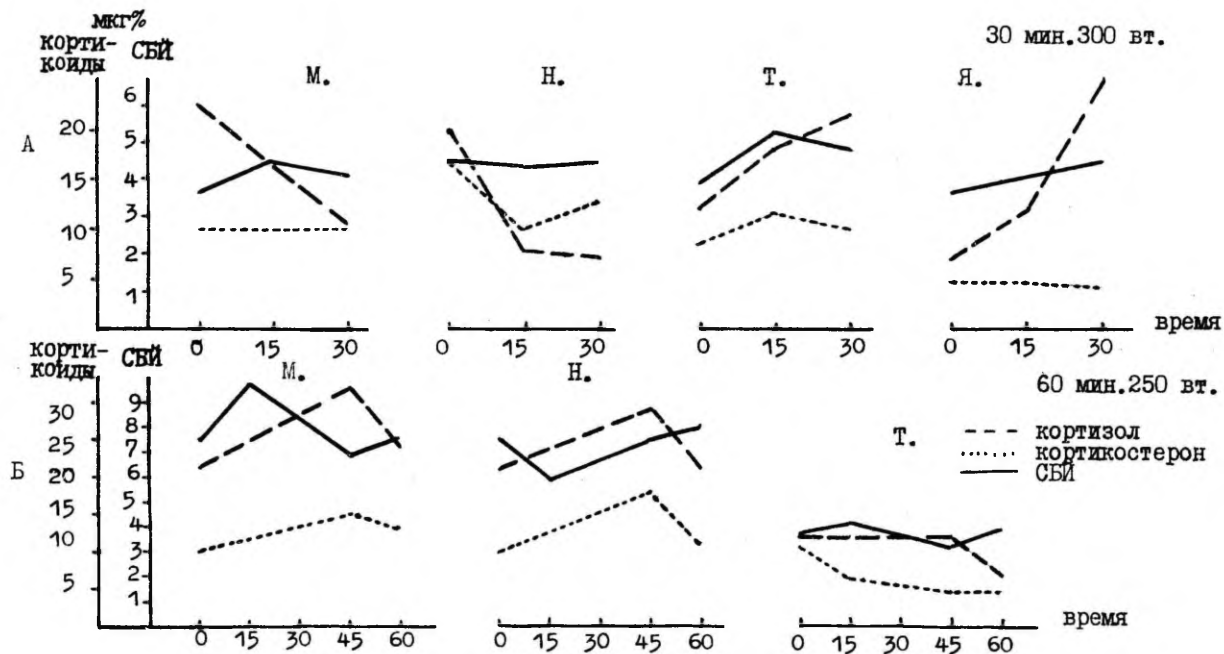 мкг%
корти-
коиды СБЙ
30 мин.300 вт.
М. Н. Т. Я.
А
20 15 10 5
6 5 4 3 2 1
0 15 30 0 15 30 0 15 30 0 15 30
время
корти-
коиды СБЙ
М. Н.
60 мин.250 вт.
Т.
Б
30 25 20 15 10 5
9 8 7 6 5 4 3 2 1
кортизол
кортикостерон
СБЙ
0 15 30 45 60 0 15 30 45 60 0 15 30 45 60
время